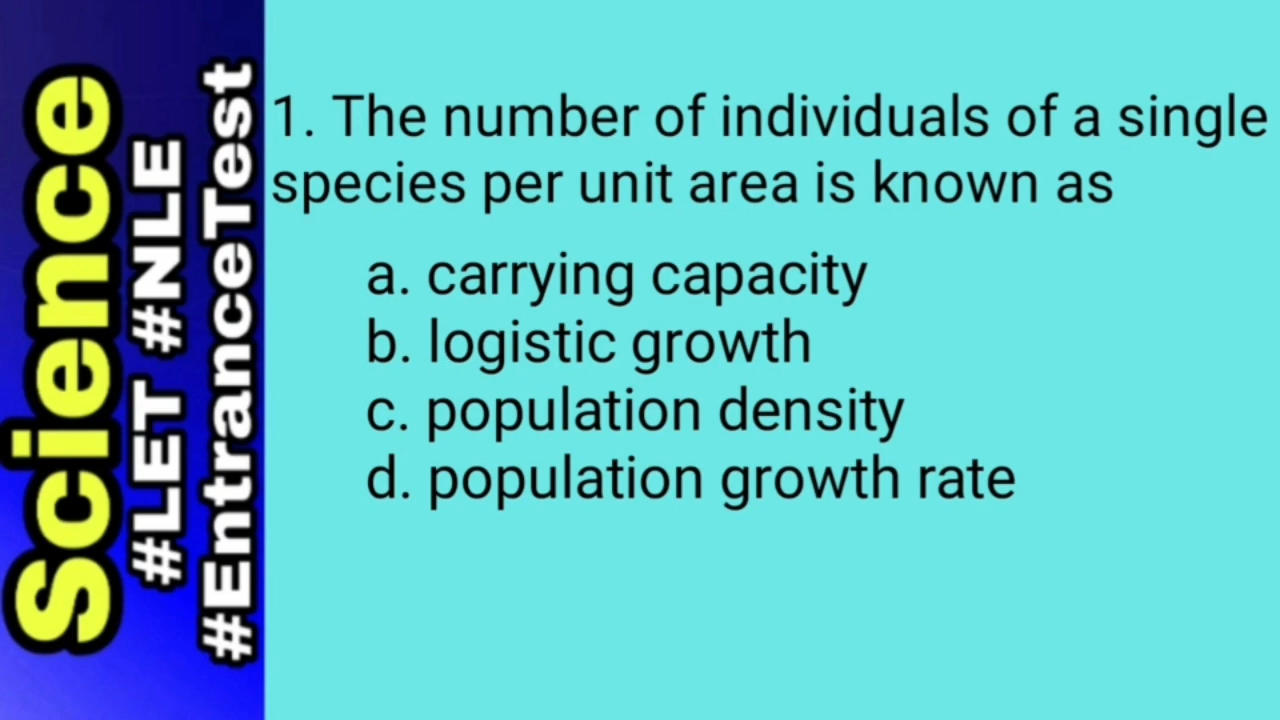 Science
#LET #NLE
#EntranceTest
1. The number of individuals of a single
species per unit area is known as
a. carrying capacity
b. logistic growth
c. population density
d. population growth rate